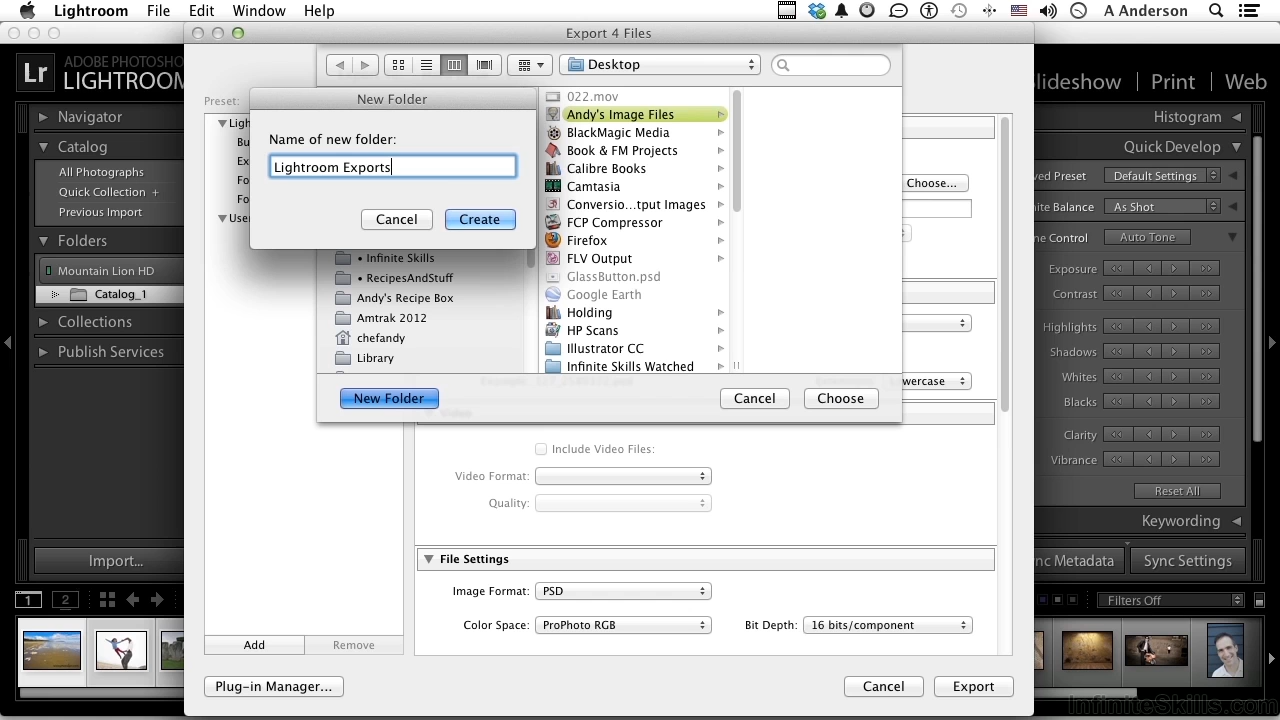 Lightroom File Edit Window Help A Anderson
Export 4 Files
Lr ADOBE PHOTOSHOP
LIGHTROOM
Slideshow | Print | Web
Navigator
Catalog
All Photographs
Quick Collection +
Previous Import
Folders
Mountain Lion HD
Catalog_1
Collections
Publish Services
Import...
Desktop
Preset:
New Folder
Name of new folder:
Lightroom Exports
Cancel Create
• Infinite Skills
• RecipesAndStuff
Andy's Recipe Box
Amtrak 2012
chefandy
Library
022.mov
Andy's Image Files
BlackMagic Media
Book & FM Projects
Calibre Books
Camtasia
Conversio...tput Images
FCP Compressor
Firefox
FLV Output
GlassButton.psd
Google Earth
Holding
HP Scans
Illustrator CC
Infinite Skills Watched
New Folder Cancel Choose
Choose...
Lowercase
Video
Include Video Files:
Video Format:
Quality:
File Settings
Image Format: PSD
Color Space: ProPhoto RGB Bit Depth: 16 bits/component
Add Remove
Plug-in Manager... Cancel Export
Histogram
Quick Develop
Default Settings
As Shot
Auto Tone
Exposure
Contrast
Highlights
Shadows
Whites
Blacks
Clarity
Vibrance
Reset All
Keywording
Sync Settings
1 2
Filters Off
InfiniteSkills.com